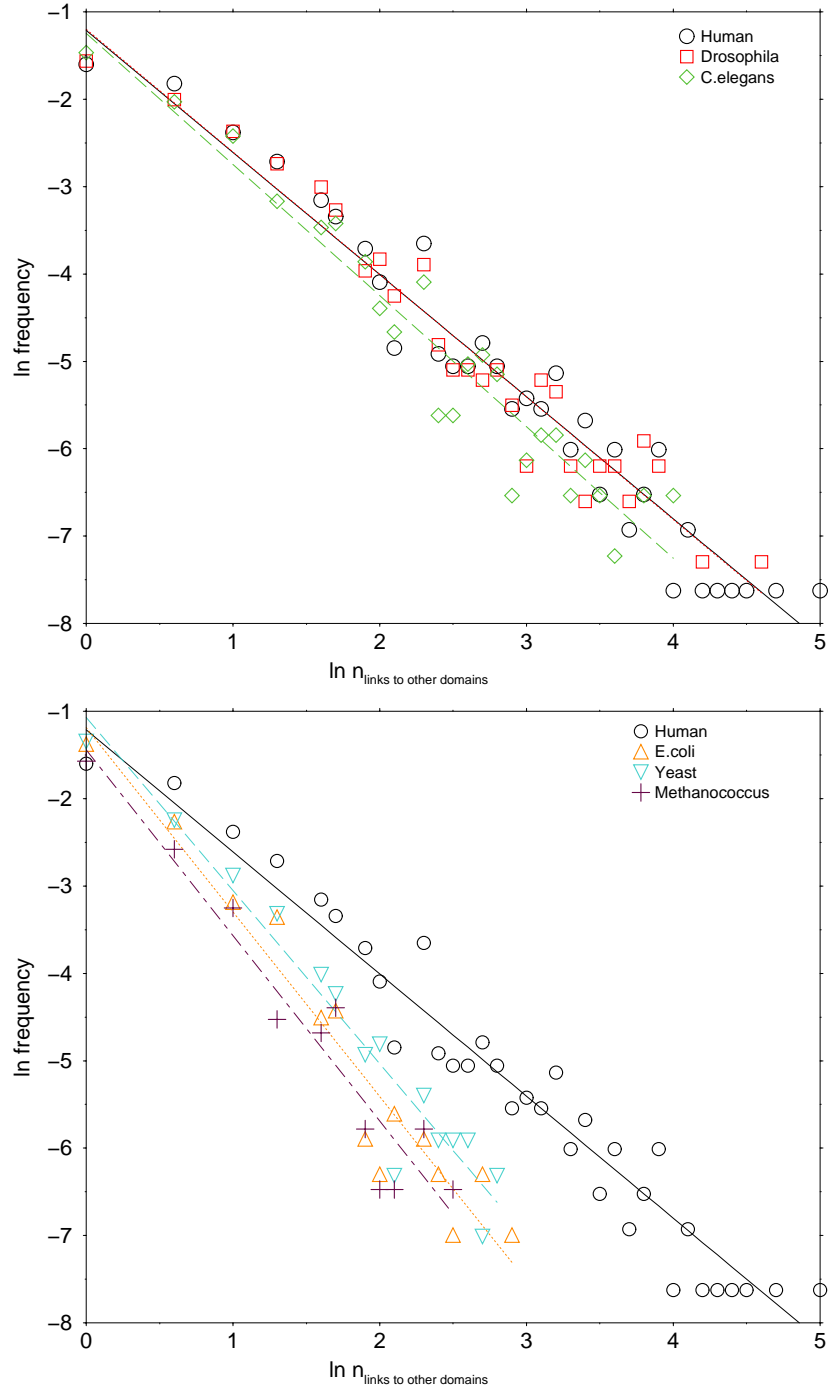 −1
Human
Drosophila
C.elegans
−2
−3
−4
ln frequency
−5
−6
−7
−8
0 1 2 3 4 5
ln n links to other domains
−1
Human
E.coli
Yeast
Methanococcus
−2
−3
−4
ln frequency
−5
−6
−7
−8
0 1 2 3 4 5
ln n links to other domains